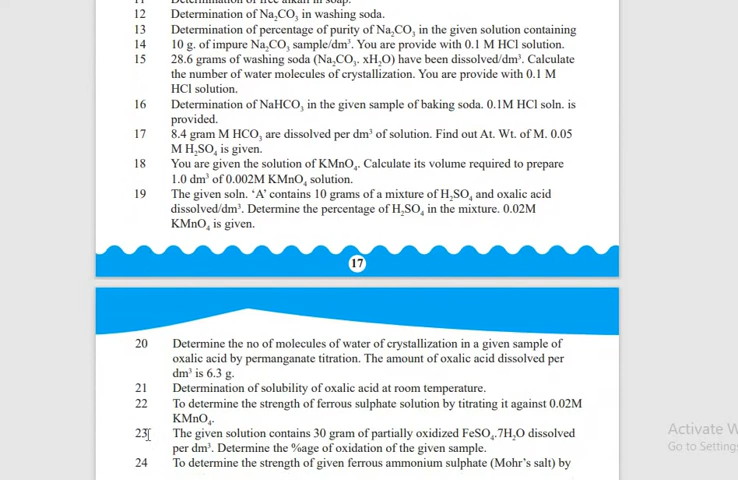 11 Determination of free alkali in soap.
12 Determination of Na₂CO₃ in washing soda.
13 Determination of percentage of purity of Na₂CO₃ in the given solution containing
14 10 g. of impure Na₂CO₃ sample/dm³. You are provide with 0.1 M HCl solution.
15 28.6 grams of washing soda (Na₂CO₃. xH₂O) have been dissolved/dm³. Calculate
the number of water molecules of crystallization. You are provide with 0.1 M
HCl solution.
16 Determination of NaHCO₃ in the given sample of baking soda. 0.1M HCl soln. is
provided.
17 8.4 gram M HCO₃ are dissolved per dm³ of solution. Find out At. Wt. of M. 0.05
M H₂SO₄ is given.
18 You are given the solution of KMnO₄. Calculate its volume required to prepare
1.0 dm³ of 0.002M KMnO₄ solution.
19 The given soln. ‘A’ contains 10 grams of a mixture of H₂SO₄ and oxalic acid
dissolved/dm³. Determine the percentage of H₂SO₄ in the mixture. 0.02M
KMnO₄ is given.
17
20 Determine the no of molecules of water of crystallization in a given sample of
oxalic acid by permanganate titration. The amount of oxalic acid dissolved per
dm³ is 6.3 g.
21 Determination of solubility of oxalic acid at room temperature.
22 To determine the strength of ferrous sulphate solution by titrating it against 0.02M
KMnO₄.
23 The given solution contains 30 gram of partially oxidized FeSO₄.7H₂O dissolved
per dm³. Determine the %age of oxidation of the given sample.
24 To determine the strength of given ferrous ammonium sulphate (Mohr's salt) by
Activate W
Go to Settings